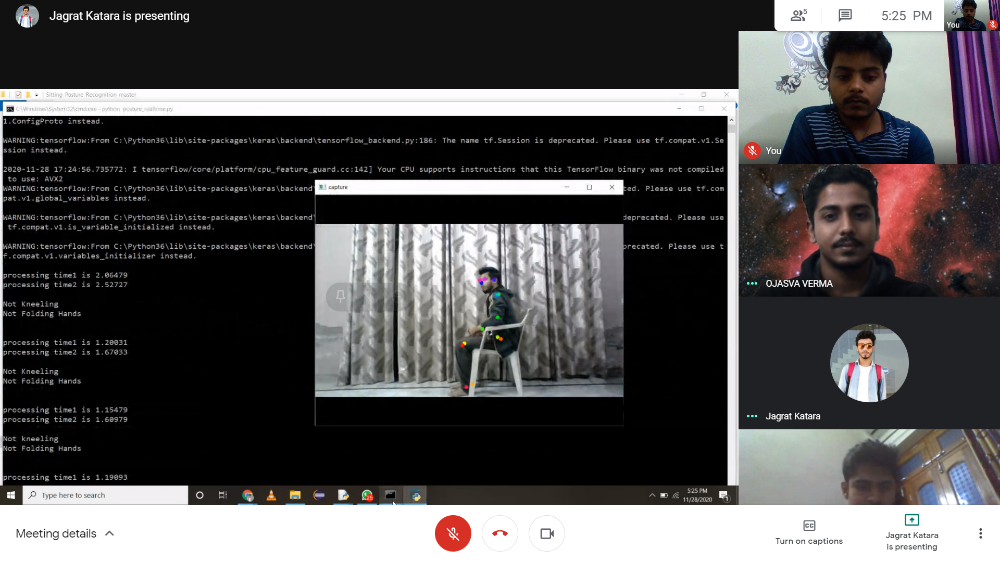 Jagrat Katara is presenting
5
5:25 PM
You
Sitting-Posture-Recognition-master
C:\Windows\System32\cmd.exe - python posture_realtime.py
1.ConfigProto instead.
WARNING:tensorflow:From C:\Python36\lib\site-packages\keras\backend\tensorflow_backend.py:186: The name tf.Session is deprecated. Please use tf.compat.v1.Se
ssion instead.
2020-11-28 17:24:56.735772: I tensorflow/core/platform/cpu_feature_guard.cc:142] Your CPU supports instructions that this TensorFlow binary was not compiled
to use: AVX2
WARNING:tensorflow:From C:\Python36\lib\site-packages\keras\backend\ ted. Please use tf.com
pat.v1.global_variables instead.
WARNING:tensorflow:From C:\Python36\lib\site-packages\keras\backend\ deprecated. Please use
tf.compat.v1.is_variable_initialized instead.
WARNING:tensorflow:From C:\Python36\lib\site-packages\keras\backend\ precated. Please use t
f.compat.v1.variables_initializer instead.
capture
processing time1 is 2.06479
processing time2 is 2.52727
Not Kneeling
Not Folding Hands
processing time1 is 1.20031
processing time2 is 1.67033
Not Kneeling
Not Folding Hands
processing time1 is 1.15479
processing time2 is 1.60979
Not kneeling
Not Folding Hands
processing time1 is 1.19093
You
OJASVA VERMA
Jagrat Katara
Type here to search
25
5:25 PM
11/28/2020
1
Meeting details
CC
Turn on captions
Jagrat Katara
is presenting